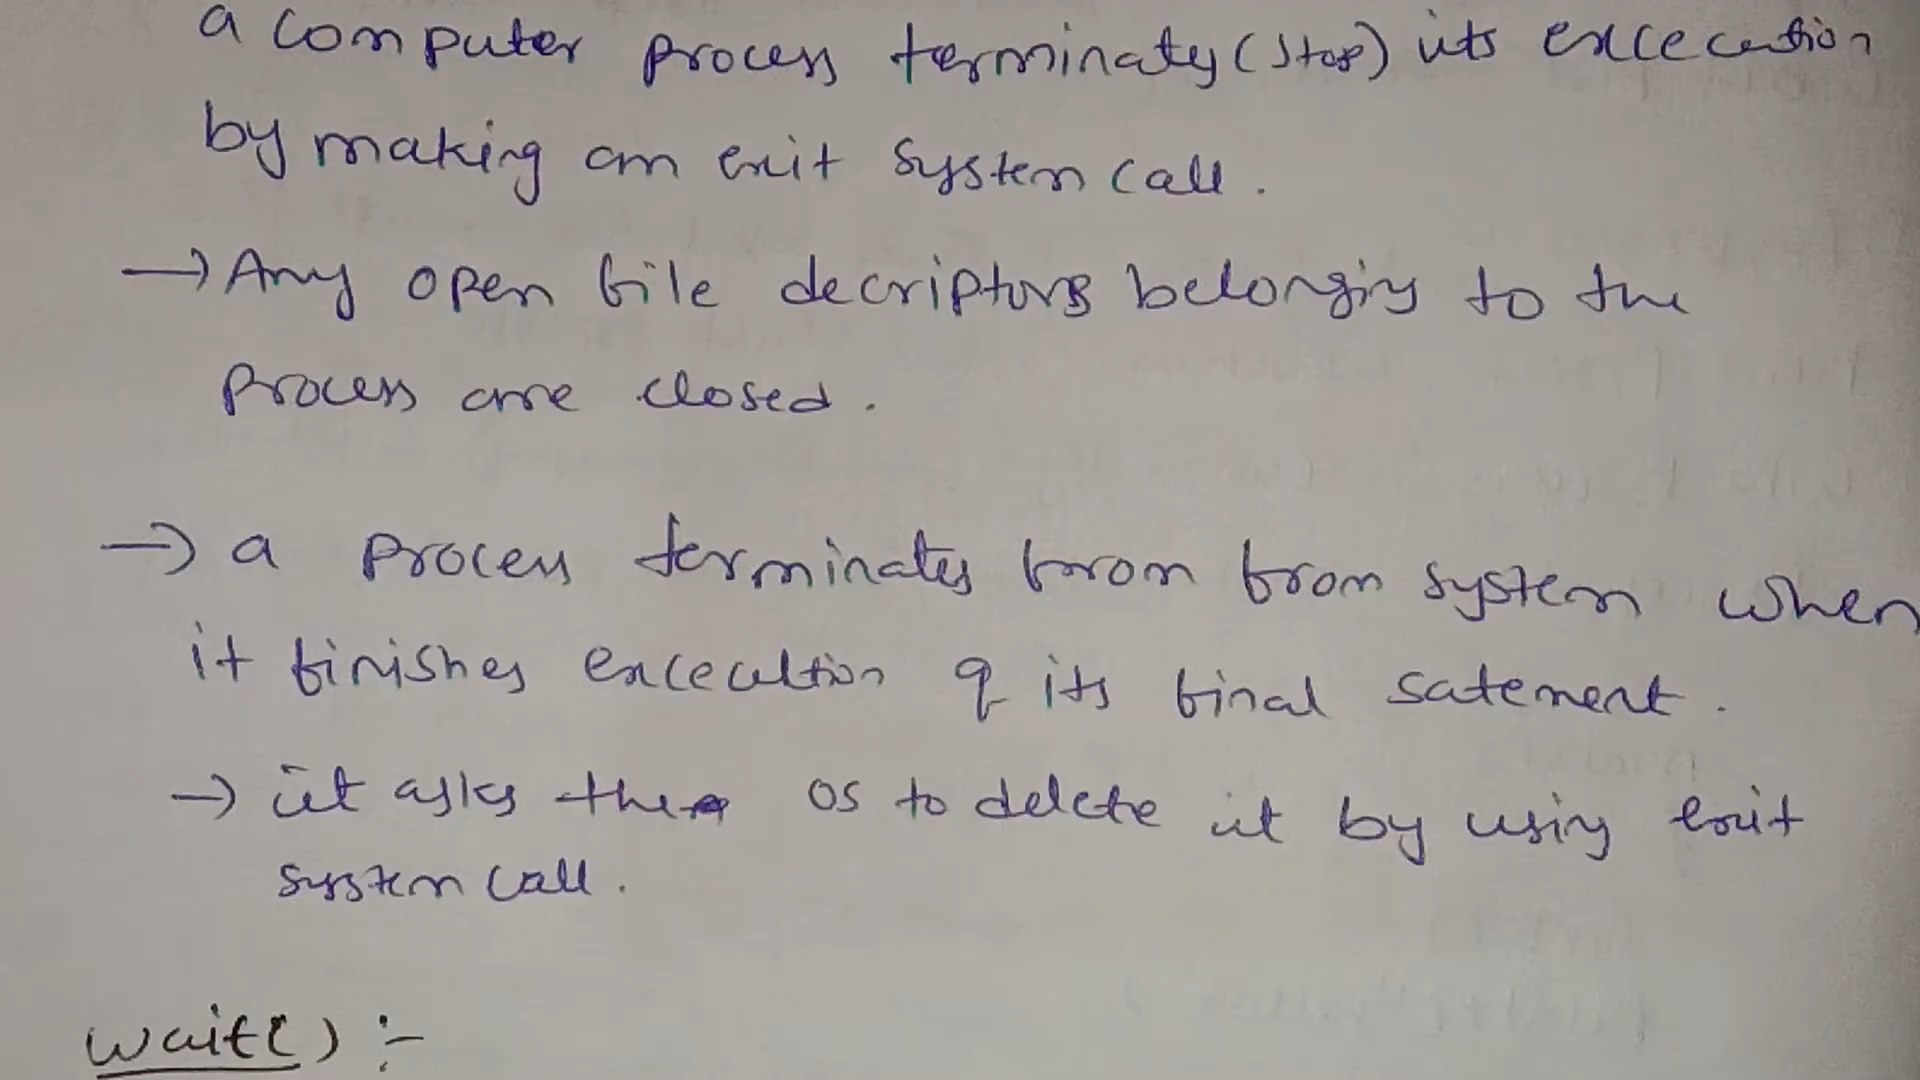 a computer process terminates (stop) its excecution
by making an exit system call.
→ Any open file decriptors belonging to the
process are closed.
→ a process terminates from from system when
it finishes excecution of its final satement.
→ it asks the OS to delete it by using exit
system call.
wait() :-